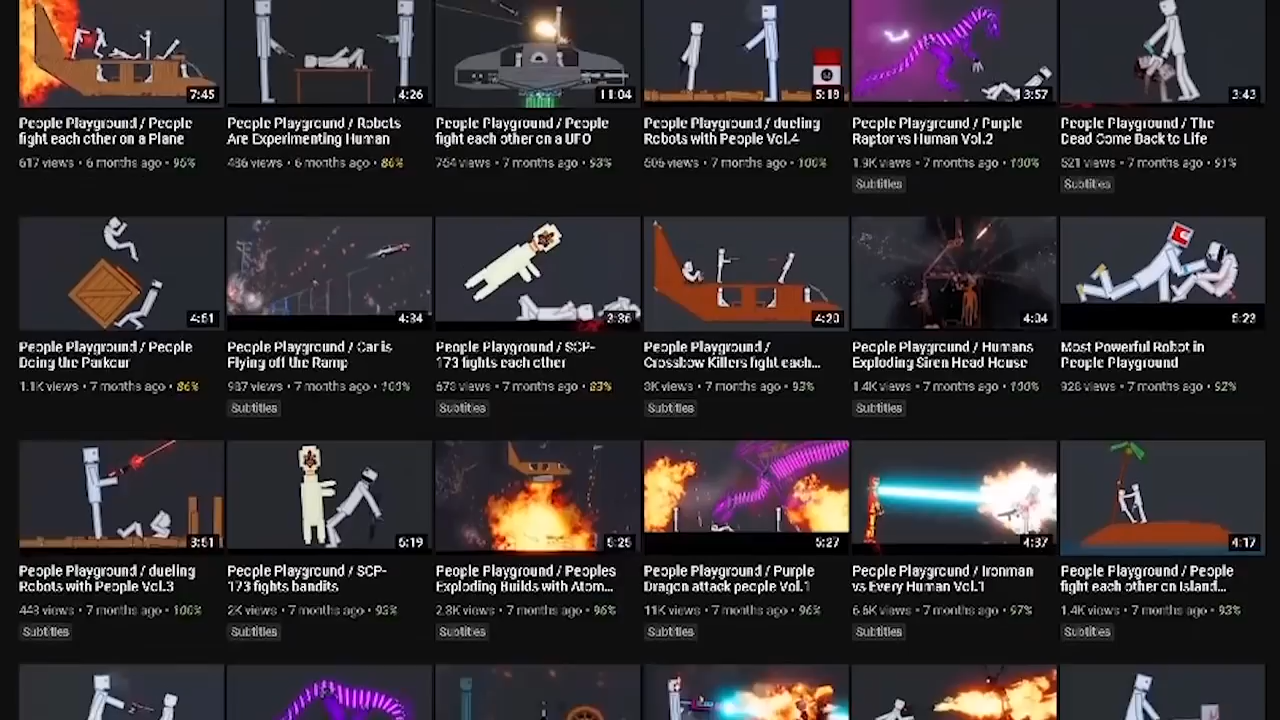 7:45
4:26
11:04
5:19
3:57
3:43
People Playground / People
fight each other on a Plane
617 views • 6 months ago • 96%
People Playground / Robots
Are Experimenting Human
486 views • 6 months ago • 86%
People Playground / People
fight each other on a UFO
764 views • 7 months ago • 93%
People Playground / dueling
Robots with People Vol.4
606 views • 7 months ago • 100%
People Playground / Purple
Raptor vs Human Vol.2
1.9K views • 7 months ago • 100%
Subtitles
People Playground / The
Dead Come Back to Life
521 views • 7 months ago • 91%
Subtitles
4:51
4:34
3:36
4:20
4:04
5:23
People Playground / People
Doing the Parkour
1.1K views • 7 months ago • 86%
People Playground / Car is
Flying off the Ramp
987 views • 7 months ago • 100%
Subtitles
People Playground / SCP-
173 fights each other
673 views • 7 months ago • 83%
Subtitles
People Playground /
Crossbow Killers fight each...
3K views • 7 months ago • 93%
Subtitles
People Playground / Humans
Exploding Siren Head House
1.4K views • 7 months ago • 100%
Subtitles
Most Powerful Robot in
People Playground
928 views • 7 months ago • 92%
3:51
5:19
5:25
5:27
4:37
4:17
People Playground / dueling
Robots with People Vol.3
443 views • 7 months ago • 100%
Subtitles
People Playground / SCP-
173 fights bandits
2K views • 7 months ago • 93%
Subtitles
People Playground / Peoples
Exploding Builds with Atom...
2.8K views • 7 months ago • 96%
Subtitles
People Playground / Purple
Dragon attack people Vol.1
11K views • 7 months ago • 96%
Subtitles
People Playground / Ironman
vs Every Human Vol.1
6.6K views • 7 months ago • 97%
Subtitles
People Playground / People
fight each other on Island...
1.4K views • 7 months ago • 93%
Subtitles